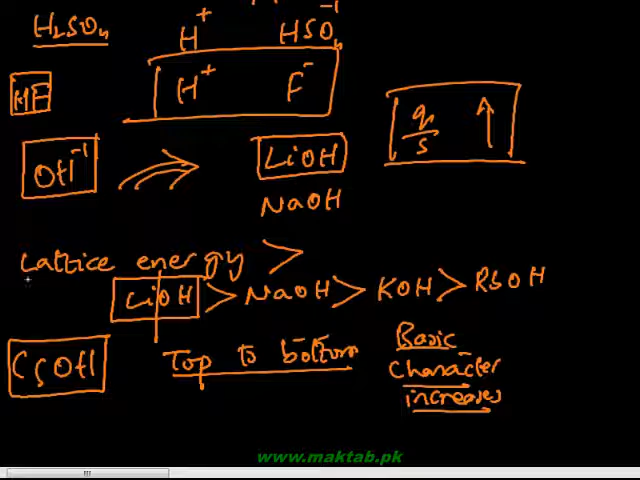 H₂SO₄ H⁺ HSO₄⁻¹
HF H⁺ F⁻
q/s ↑
OH⁻¹ LiOH
NaOH
Lattice energy >
LiOH > NaOH > KOH > RSOH
CsOH Top to bottom Basic
character
increases
www.maktab.pk